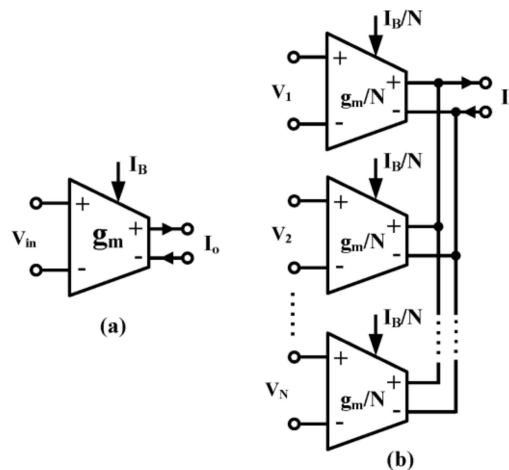 I_B
V_in
+
-
g_m
+
-
I_o
(a)
I_B/N
V_1
+
-
g_m/N
+
-
I
I_B/N
V_2
+
-
g_m/N
+
-
I_B/N
V_N
+
-
g_m/N
+
-
(b)